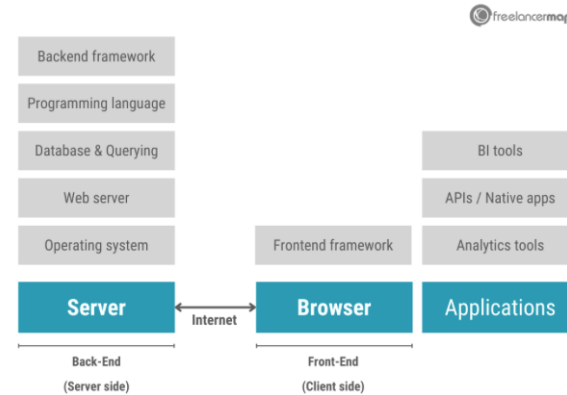 freelancermap
Backend framework
Programming language
Database & Querying
Web server
Operating system
Server
Internet
Back-End
(Server side)
Frontend framework
Browser
Front-End
(Client side)
BI tools
APIs / Native apps
Analytics tools
Applications